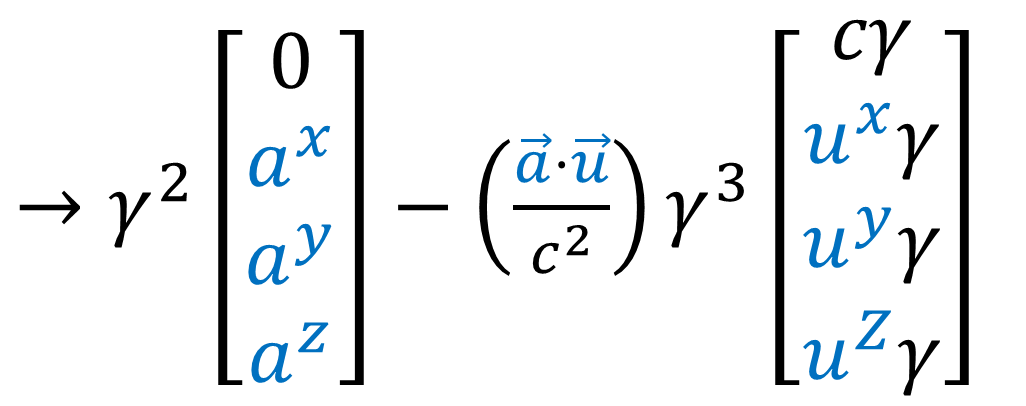 → γ² [0 aˣ aʸ aᶻ] − (a⃗·u⃗ / c²) γ³ [cγ uˣγ uʸγ uᶻγ]